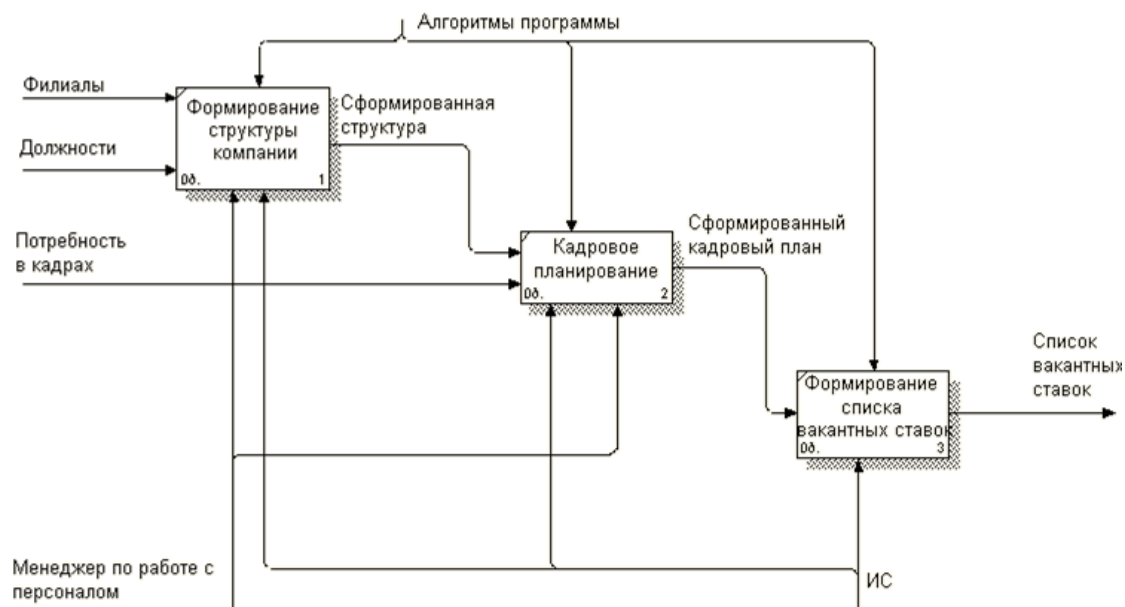 Алгоритмы программы
Филиалы
Должности
Формирование
структуры
компании
0д.
1
Сформированная
структура
Потребность
в кадрах
Кадровое
планирование
0д.
2
Сформированный
кадровый план
Формирование
списка
вакантных ставок
0д.
3
Список
вакантных
ставок
Менеджер по работе с
персоналом
ИС